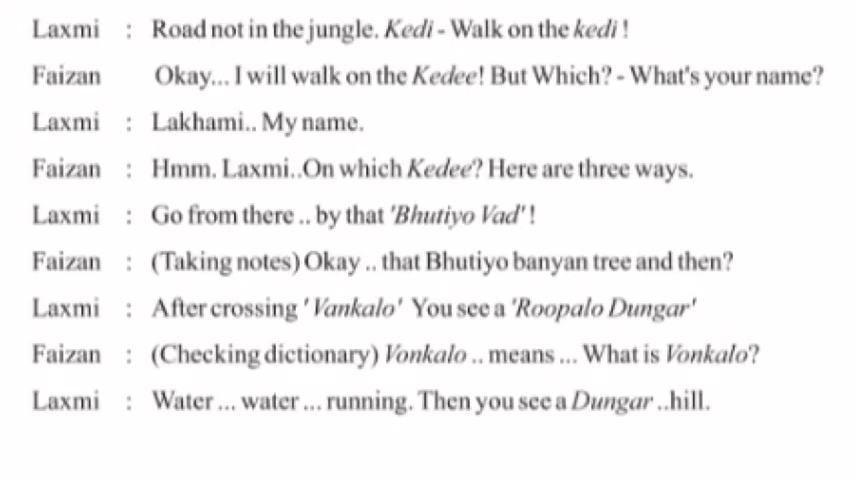 Laxmi : Road not in the jungle. Kedi - Walk on the kedi !
Faizan Okay... I will walk on the Kedee! But Which? - What's your name?
Laxmi : Lakhami.. My name.
Faizan : Hmm. Laxmi..On which Kedee? Here are three ways.
Laxmi : Go from there .. by that 'Bhutiyo Vad'!
Faizan : (Taking notes) Okay .. that Bhutiyo banyan tree and then?
Laxmi : After crossing 'Vankalo' You see a 'Roopalo Dungar'
Faizan : (Checking dictionary) Vonkalo .. means ... What is Vonkalo?
Laxmi : Water ... water ... running. Then you see a Dungar ..hill.